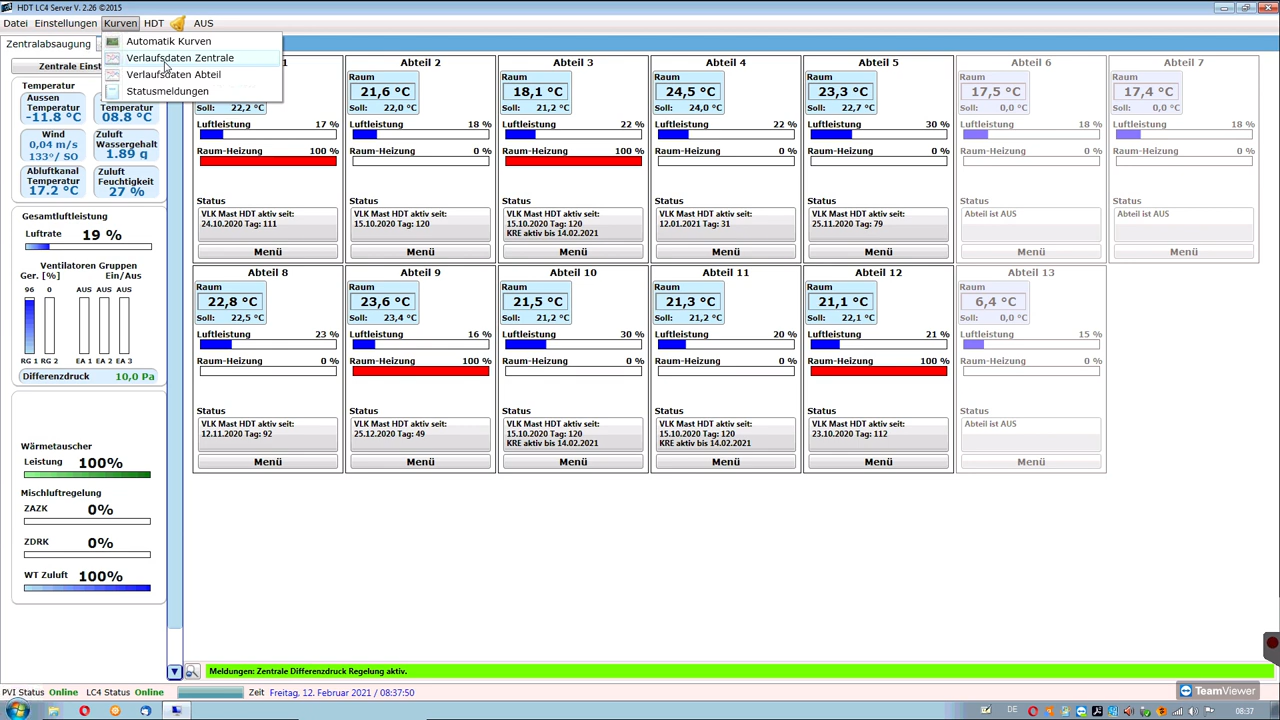 HDT LC4 Server V. 2.26 ©2015
Datei Einstellungen Kurven HDT AUS
Automatik Kurven
Verlaufsdaten Zentrale
Verlaufsdaten Abteil
Statusmeldungen
Zentralabsaugung
Zentrale Einst
Temperatur
Aussen Temperatur
-11.8 °C
Temperatur
08.8 °C
Wind
0,04 m/s
133°/ SO
Zuluft Wassergehalt
1.89 g
Abluftkanal Temperatur
17.2 °C
Zuluft Feuchtigkeit
27 %
Gesamtluftleistung
Luftrate 19 %
Ventilatoren Gruppen
Ger. [%] Ein/Aus
96 0 AUS AUS AUS
RG 1 RG 2 EA 1 EA 2 EA 3
Differenzdruck 10,0 Pa
Wärmetauscher
Leistung 100%
Mischluftregelung
ZAZK 0%
ZDRK 0%
WT Zuluft 100%
1
22,2 °C
Luftleistung 17 %
Raum-Heizung 100 %
Status
VLK Mast HDT aktiv seit:
24.10.2020 Tag: 111
Menü
Abteil 2
Raum
21,6 °C
Soll: 22,0 °C
Luftleistung 18 %
Raum-Heizung 0 %
Status
VLK Mast HDT aktiv seit:
15.10.2020 Tag: 120
Menü
Abteil 3
Raum
18,1 °C
Soll: 21,2 °C
Luftleistung 22 %
Raum-Heizung 100 %
Status
VLK Mast HDT aktiv seit:
15.10.2020 Tag: 120
KRE aktiv bis 14.02.2021
Menü
Abteil 4
Raum
24,5 °C
Soll: 24,0 °C
Luftleistung 22 %
Raum-Heizung 0 %
Status
VLK Mast HDT aktiv seit:
12.01.2021 Tag: 31
Menü
Abteil 5
Raum
23,3 °C
Soll: 22,7 °C
Luftleistung 30 %
Raum-Heizung 0 %
Status
VLK Mast HDT aktiv seit:
25.11.2020 Tag: 79
Menü
Abteil 6
Raum
17,5 °C
Soll: 0,0 °C
Luftleistung 18 %
Raum-Heizung 0 %
Status
Abteil ist AUS
Menü
Abteil 7
Raum
17,4 °C
Soll: 0,0 °C
Luftleistung 18 %
Raum-Heizung 0 %
Status
Abteil ist AUS
Menü
Abteil 8
Raum
22,8 °C
Soll: 22,5 °C
Luftleistung 23 %
Raum-Heizung 0 %
Status
VLK Mast HDT aktiv seit:
12.11.2020 Tag: 92
Menü
Abteil 9
Raum
23,6 °C
Soll: 23,4 °C
Luftleistung 16 %
Raum-Heizung 100 %
Status
VLK Mast HDT aktiv seit:
25.12.2020 Tag: 49
Menü
Abteil 10
Raum
21,5 °C
Soll: 21,2 °C
Luftleistung 30 %
Raum-Heizung 0 %
Status
VLK Mast HDT aktiv seit:
15.10.2020 Tag: 120
KRE aktiv bis 14.02.2021
Menü
Abteil 11
Raum
21,3 °C
Soll: 21,2 °C
Luftleistung 20 %
Raum-Heizung 0 %
Status
VLK Mast HDT aktiv seit:
15.10.2020 Tag: 120
KRE aktiv bis 14.02.2021
Menü
Abteil 12
Raum
21,1 °C
Soll: 22,1 °C
Luftleistung 21 %
Raum-Heizung 100 %
Status
VLK Mast HDT aktiv seit:
23.10.2020 Tag: 112
Menü
Abteil 13
Raum
6,4 °C
Soll: 0,0 °C
Luftleistung 15 %
Raum-Heizung 0 %
Status
Abteil ist AUS
Menü
Meldungen: Zentrale Differenzdruck Regelung aktiv.
PVI Status Online LC4 Status Online Zeit Freitag, 12. Februar 2021 / 08:37:50
TeamViewer
DE 08:37